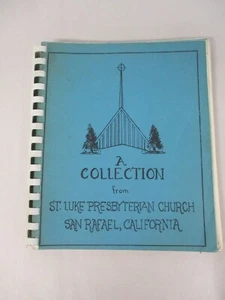 A
COLLECTION
from
ST. LUKE PRESBYTERIAN CHURCH
SAN RAFAEL, CALIFORNIA